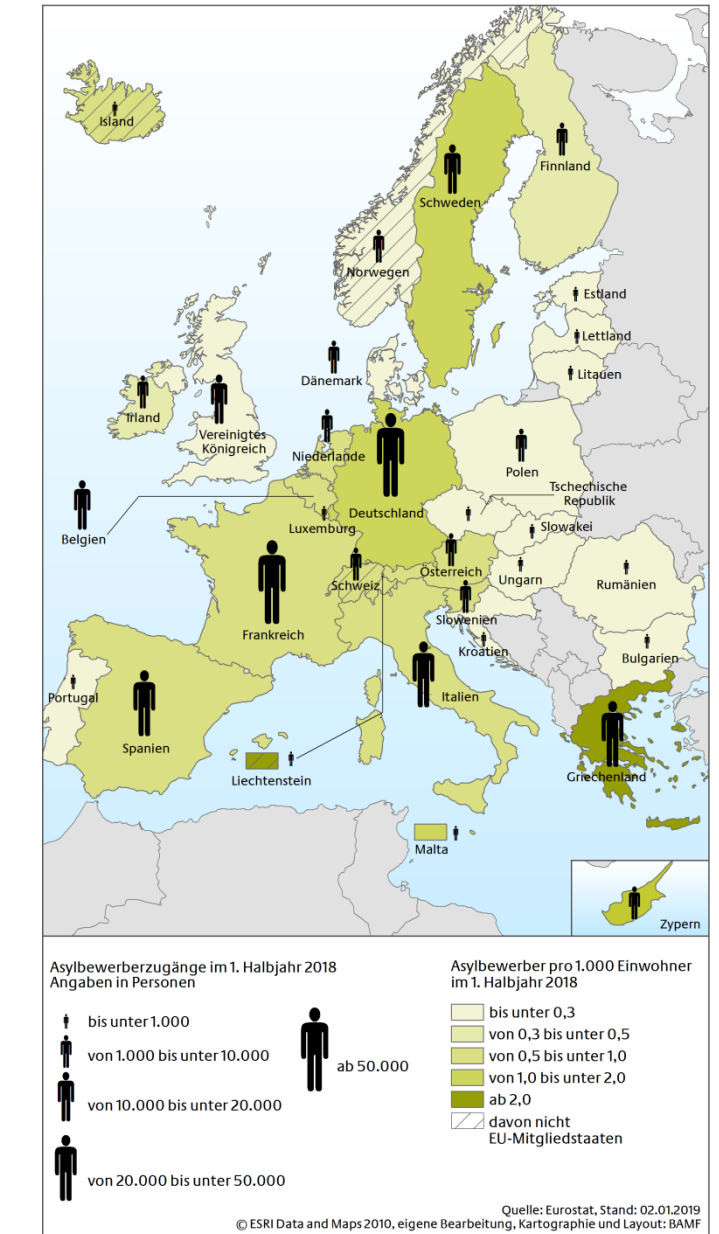 Island
Finnland
Schweden
Norwegen
Estland
Lettland
Dänemark
Litauen
Irland
Vereinigtes
Königreich
Niederlande
Polen
Tschechische
Republik
Deutschland
Luxemburg
Slowakei
Belgien
Schweiz
Österreich
Ungarn
Rumänien
Slowenien
Frankreich
Kroatien
Bulgarien
Portugal
Italien
Spanien
Griechenland
Liechtenstein
Malta
Zypern
Asylbewerberzugänge im 1. Halbjahr 2018
Angaben in Personen
bis unter 1.000
von 1.000 bis unter 10.000
von 10.000 bis unter 20.000
von 20.000 bis unter 50.000
ab 50.000
Asylbewerber pro 1.000 Einwohner
im 1. Halbjahr 2018
bis unter 0,3
von 0,3 bis unter 0,5
von 0,5 bis unter 1,0
von 1,0 bis unter 2,0
ab 2,0
davon nicht
EU-Mitgliedstaaten
Quelle: Eurostat, Stand: 02.01.2019
© ESRI Data and Maps 2010, eigene Bearbeitung, Kartographie und Layout: BAMF